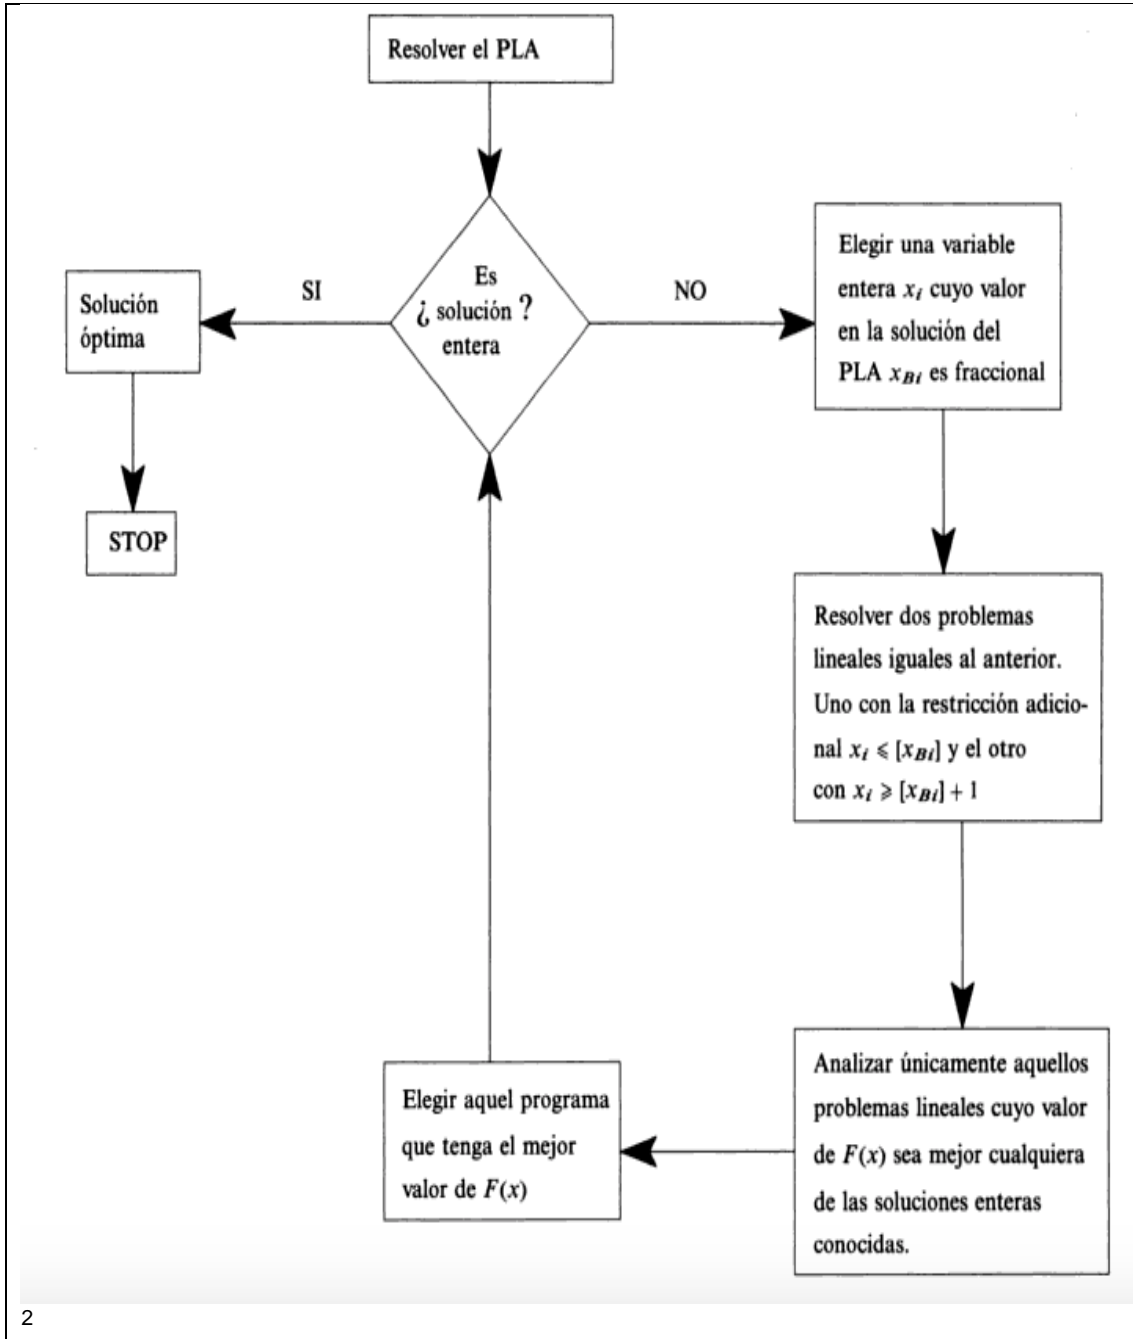 Resolver el PLA
Es
¿ solución ?
entera
SI
NO
Solución
óptima
STOP
Elegir una variable
entera xᵢ cuyo valor
en la solución del
PLA x_Bi es fraccional
Resolver dos problemas
lineales iguales al anterior.
Uno con la restricción adicio-
nal xᵢ ⩽ [x_Bi] y el otro
con xᵢ ⩾ [x_Bi] + 1
Analizar únicamente aquellos
problemas lineales cuyo valor
de F(x) sea mejor cualquiera
de las soluciones enteras
conocidas.
Elegir aquel programa
que tenga el mejor
valor de F(x)
2